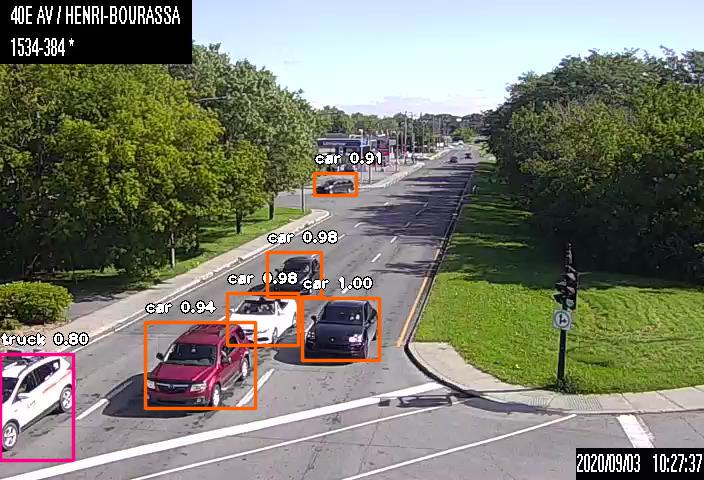 40E AV / HENRI-BOURASSA
1534-384 *
car 0.91
car 0.98
car 0.98
car 1.00
car 0.94
truck 0.80
2020/09/03 10:27:37